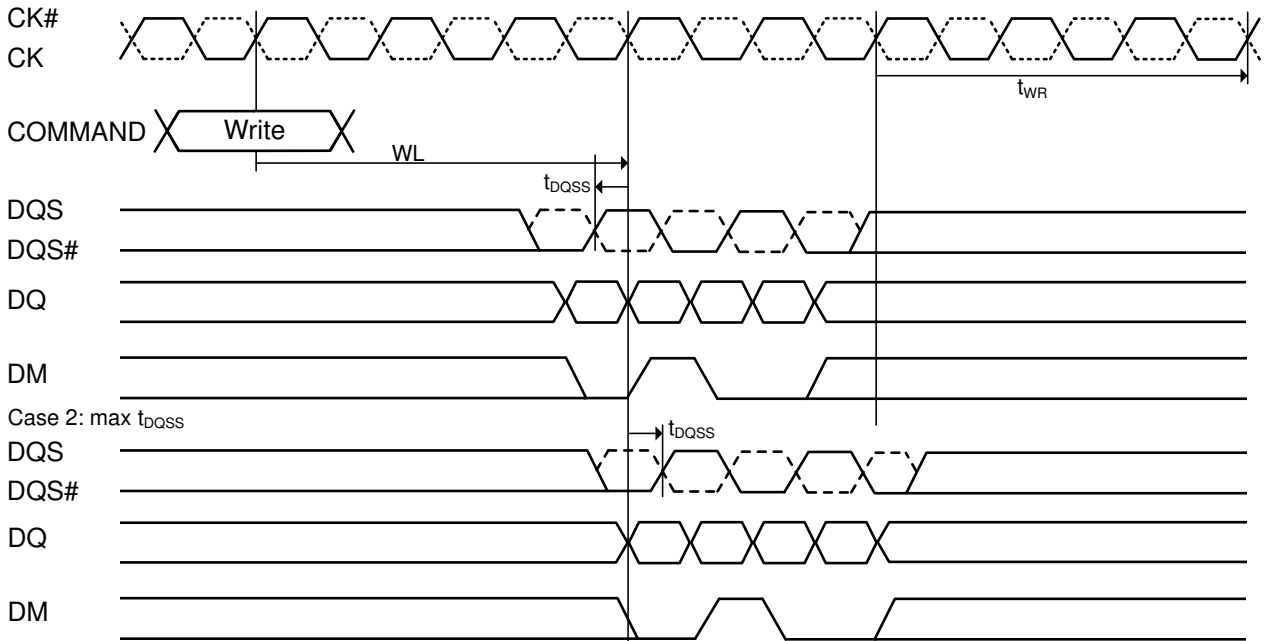 CK#
CK
tWR
COMMAND
Write
WL
tDQSS
DQS
DQS#
DQ
DM
Case 2: max tDQSS
tDQSS
DQS
DQS#
DQ
DM